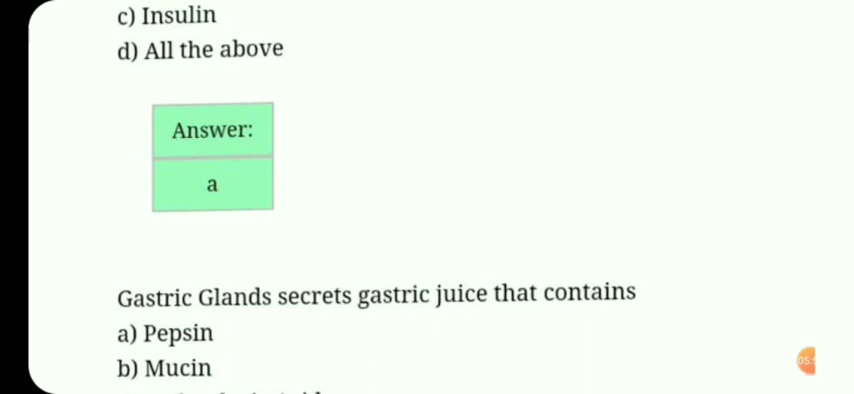 c) Insulin
d) All the above
Answer:
a
Gastric Glands secrets gastric juice that contains
a) Pepsin
b) Mucin